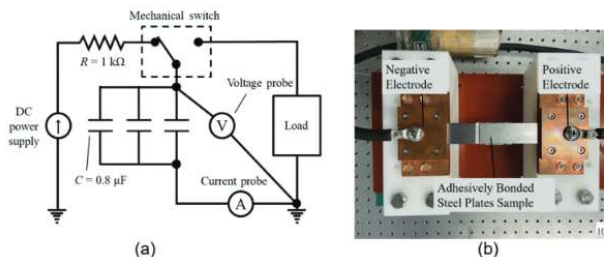 Mechanical switch
R = 1 kΩ
Voltage probe
DC
power
supply
V
Load
C = 0.8 μF
Current probe
A
(a)
Negative
Electrode
Positive
Electrode
Adhesively Bonded
Steel Plates Sample
(b)